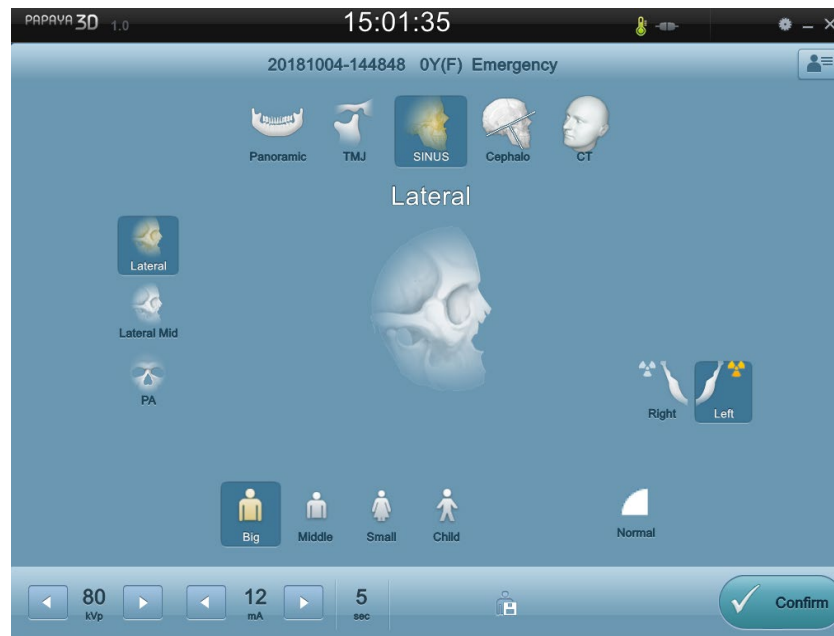 PAPAYA 3D 1.0 15:01:35
20181004-144848 0Y(F) Emergency
Panoramic TMJ SINUS Cephalo CT
Lateral
Lateral
Lateral Mid
PA
Right Left
Big Middle Small Child Normal
80 kVp 12 mA 5 sec Confirm